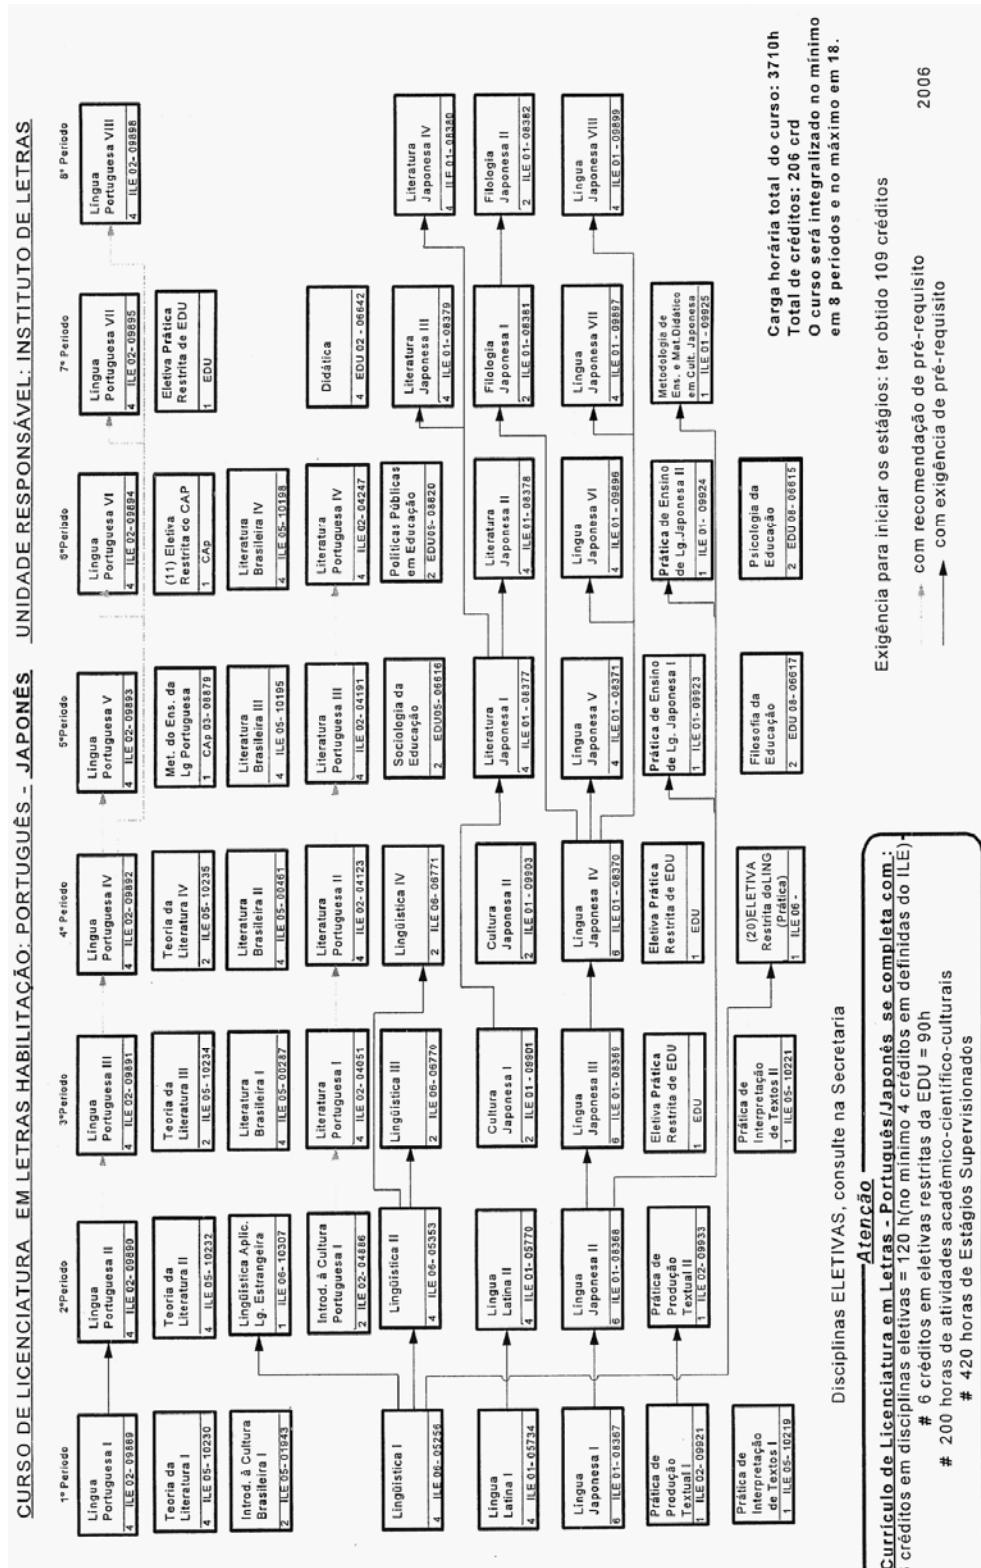 CURSO DE LICENCIATURA EM LETRAS HABILITAÇÃO: PORTUGUÊS - JAPONÊS UNIDADE RESPONSÁVEL: INSTITUTO DE LETRAS
1º Periodo
2ºPeriodo
3ºPeriodo
4º Periodo
5ºPeriodo
6ºPeriodo
7º Periodo
8º Periodo
Língua
Portuguesa I
4 ILE 02-09889
Teoria da
Literatura I
4 ILE 05-10230
Introd. à Cultura
Brasileira I
2 ILE 05-01943
Lingüística I
4 ILE 06-05256
Língua
Latina I
4 ILE 01-05734
Língua
Japonesa I
6 ILE 01-08367
Prática de
Produção
Textual I
1 ILE 02-09921
Prática de
Interpretação
de Textos I
1 ILE 05-10219
Língua
Portuguesa II
4 ILE 02-09890
Teoria da
Literatura II
4 ILE 05-10232
Lingüística Aplic.
Lg. Estrangeira
1 ILE 06-10307
Introd. à Cultura
Portuguesa I
2 ILE 02-04886
Lingüística II
4 ILE 06-05353
Língua
Latina II
4 ILE 01-05770
Língua
Japonesa II
6 ILE 01-08368
Prática de
Produção
Textual II
1 ILE 02-09933
Língua
Portuguesa III
4 ILE 02-09891
Teoria da
Literatura III
2 ILE 05-10234
Literatura
Brasileira I
4 ILE 05-00287
Literatura
Portuguesa I
4 ILE 02-04051
Lingüística III
2 ILE 06-06770
Cultura
Japonesa I
2 ILE 01-09901
Língua
Japonesa III
6 ILE 01-08369
Eletiva Prática
Restrita de EDU
1 EDU
Prática de
Interpretação
de Textos II
1 ILE 05-10221
Língua
Portuguesa IV
4 ILE 02-09892
Teoria da
Literatura IV
2 ILE 05-10235
Literatura
Brasileira II
4 ILE 05-00461
Literatura
Portuguesa II
4 ILE 02-04123
Lingüística IV
2 ILE 06-06771
Cultura
Japonesa II
2 ILE 01-09903
Língua
Japonesa IV
6 ILE 01-08370
Eletiva Prática
Restrita de EDU
1 EDU
(20)ELETIVA
Restrita doLING
(Prática)
1 ILE 06 -
Língua
Portuguesa V
4 ILE 02-09893
Met. do Ens. da
Lg Portuguesa
1 CAp 03-08879
Literatura
Brasileira III
4 ILE 05-10195
Literatura
Portuguesa III
4 ILE 02-04191
Sociologia da
Educação
2 EDU05-06616
Literatura
Japonesa I
4 ILE 01-08377
Língua
Japonesa V
4 ILE 01-08371
Prática de Ensino
de Lg. Japonesa I
1 ILE 01-09923
Filosofia da
Educação
2 EDU 08-06617
Língua
Portuguesa VI
4 ILE 02-09894
(11) Eletiva
Restrita do CAP
1 CAp
Literatura
Brasileira IV
4 ILE 05-10198
Literatura
Portuguesa IV
4 ILE 02-04247
Políticas Públicas
em Educação
2 EDU05-08820
Literatura
Japonesa II
4 ILE 01-08378
Língua
Japonesa VI
4 ILE 01-09896
Prática de Ensino
de Lg.Japonesa II
1 ILE 01-09924
Psicologia da
Educação
2 EDU 08-06615
Língua
Portuguesa VII
4 ILE 02-09895
Eletiva Prática
Restrita de EDU
1 EDU
Didática
4 EDU 02 - 06642
Literatura
Japonesa III
4 ILE 01-08379
Filologia
Japonesa I
2 ILE 01-08381
Língua
Japonesa VII
4 ILE 01-09897
Metodologia de
Ens. e Mat.Didático
em Cult. Japonesa
1 ILE 01-09925
Língua
Portuguesa VIII
4 ILE 02-09898
Literatura
Japonesa IV
4 ILE 01-08380
Filologia
Japonesa II
2 ILE 01-08382
Língua
Japonesa VIII
4 ILE 01-09899
Carga horária total do curso: 3710h
Total de créditos: 206 crd
O curso será integralizado no mínimo
em 8 periodos e no máximo em 18.
Disciplinas ELETIVAS, consulte na Secretaria
Exigência para iniciar os estágios: ter obtido 109 créditos
com recomendação de pré-requisito
com exigência de pré-requisito
2006
Atenção
Currículo de Licenciatura em Letras - Português/Japonês se completa com :
créditos em disciplinas eletivas = 120 h(no mínimo 4 créditos em definidas do ILE)
# 6 créditos em eletivas restrita da EDU = 90h
# 200 horas de atividades acadêmico-científico-culturais
# 420 horas de Estágios Supervisionados